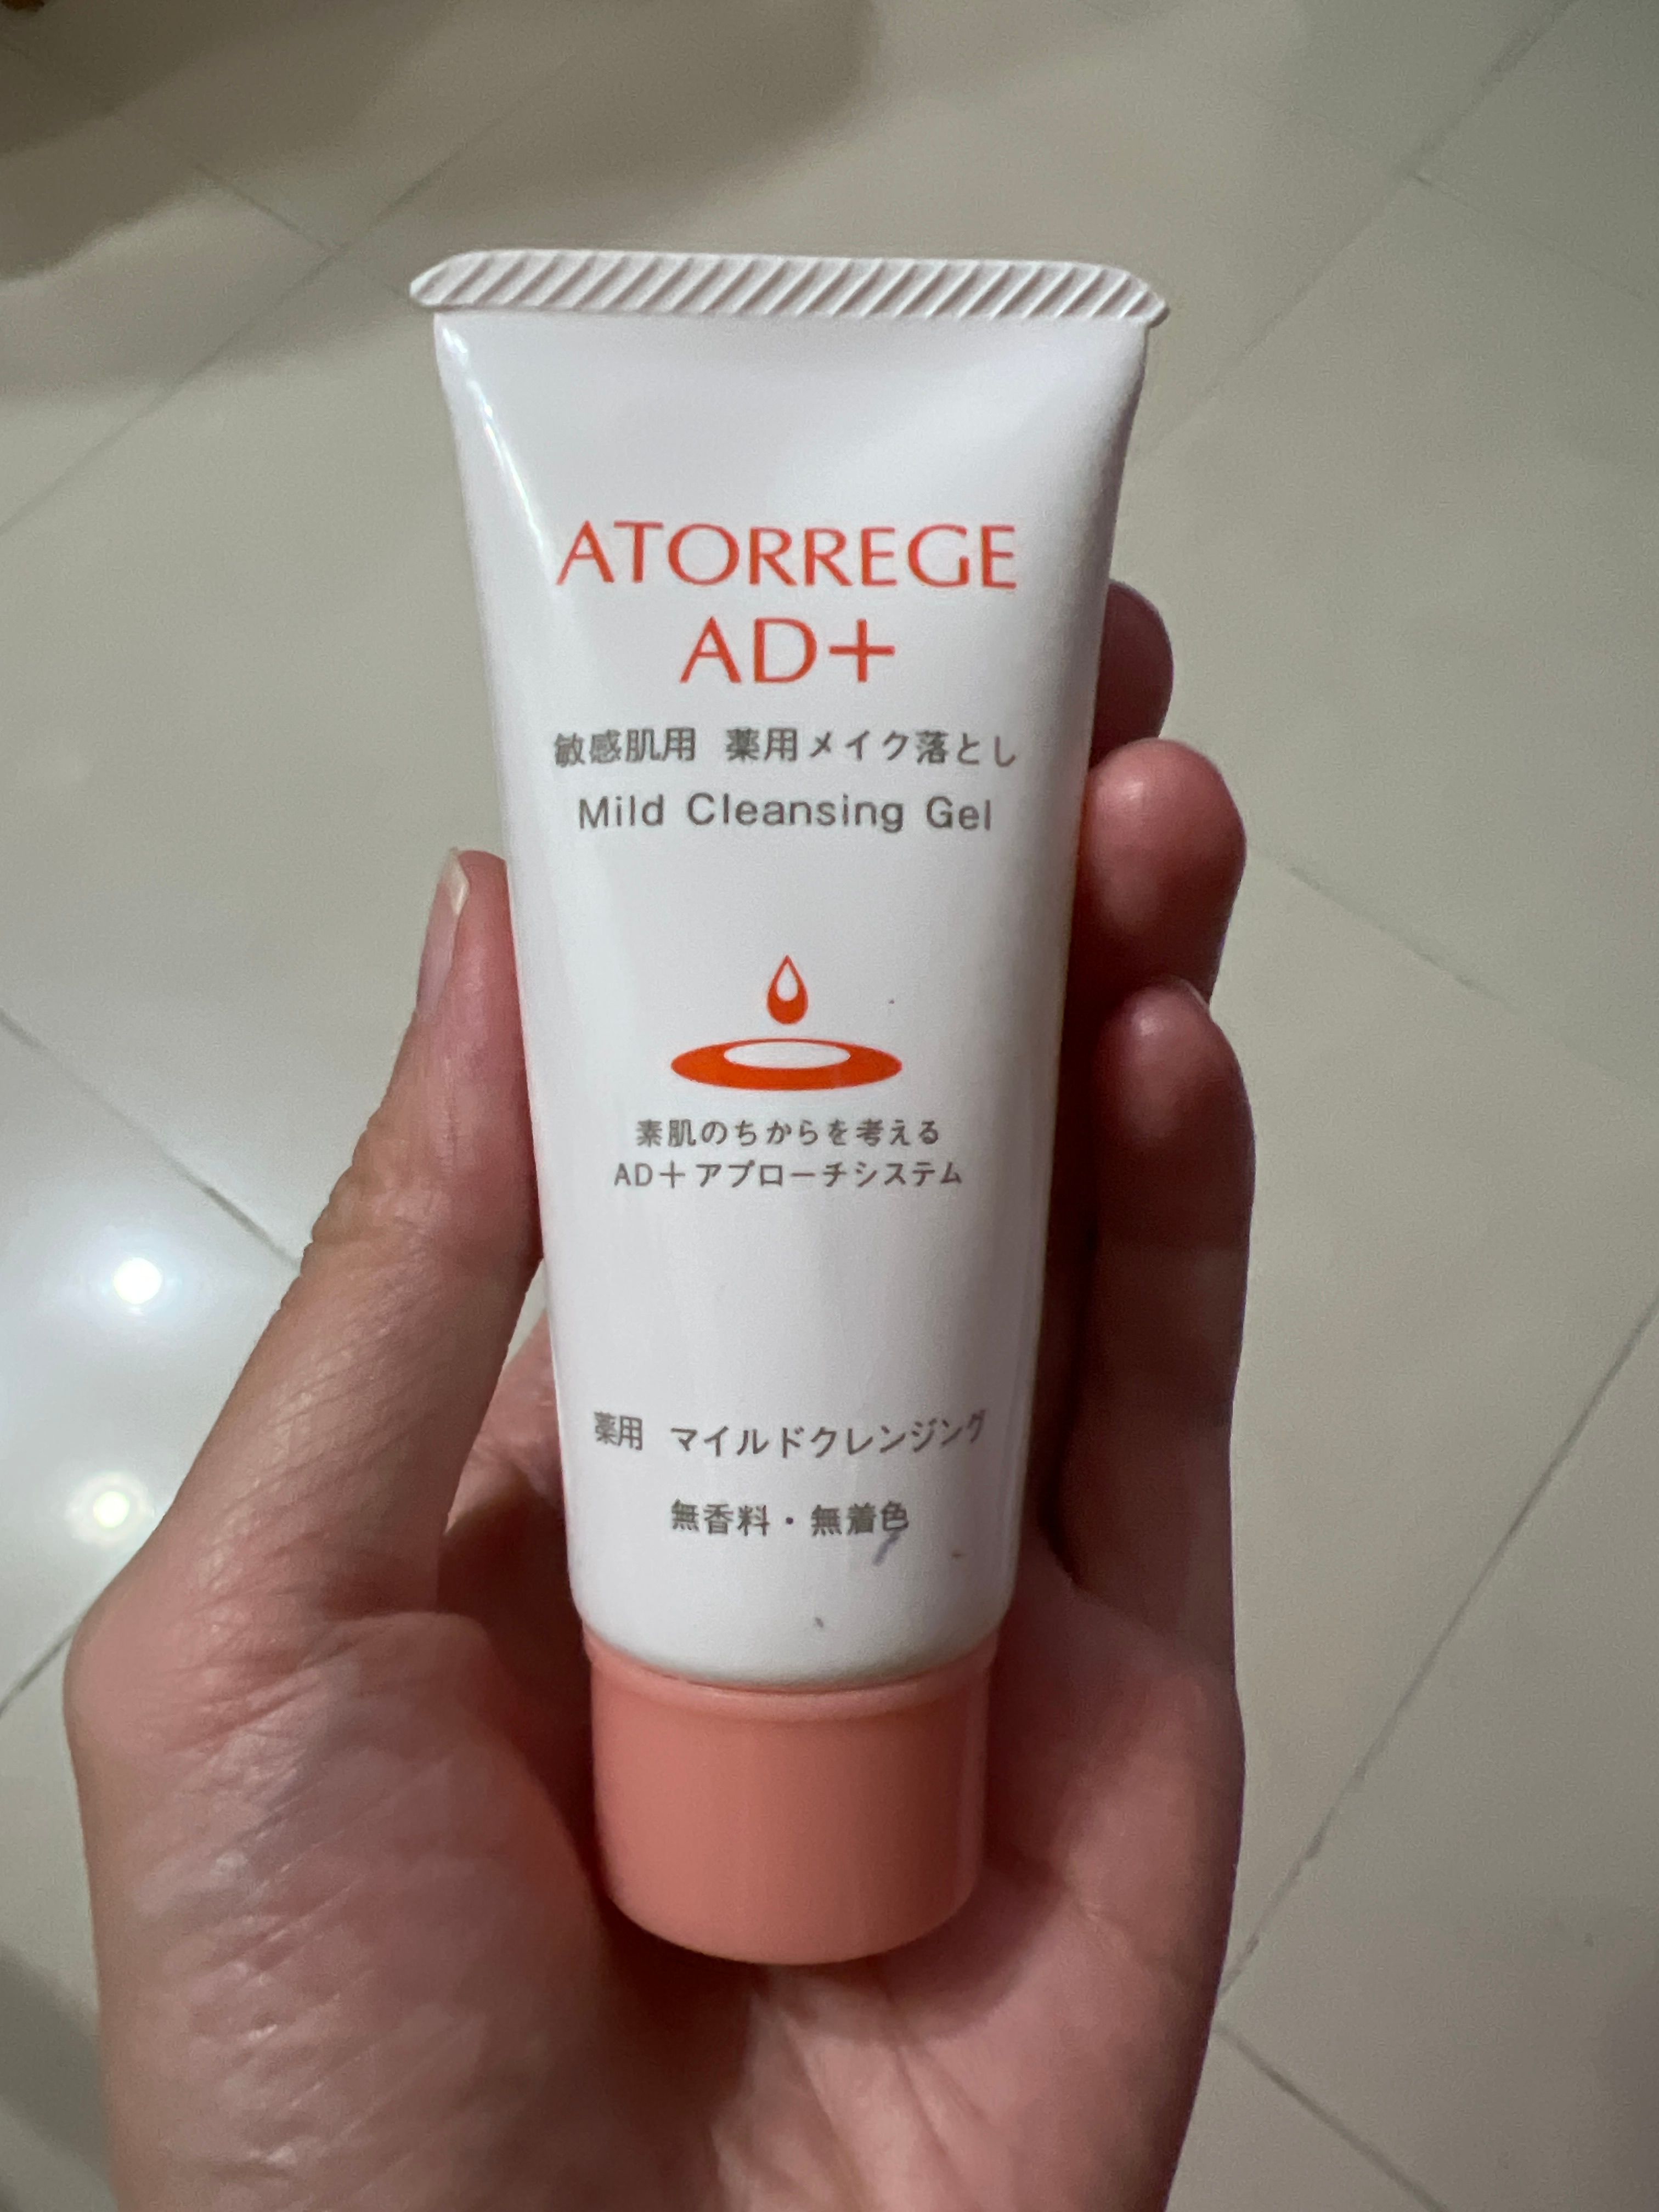 ATORREGE
AD+
敏感肌用 薬用メイク落とし
Mild Cleansing Gel
素肌のちからを考える
AD+アプローチシステム
薬用 マイルドクレンジング
無香料・無着色